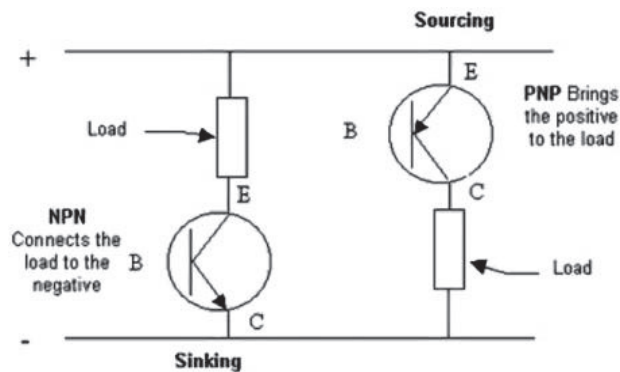 Sourcing
+
E
PNP Brings
the positive
to the load
B
Load
C
E
NPN
Connects the
load to the
negative
B
Load
C
-
Sinking